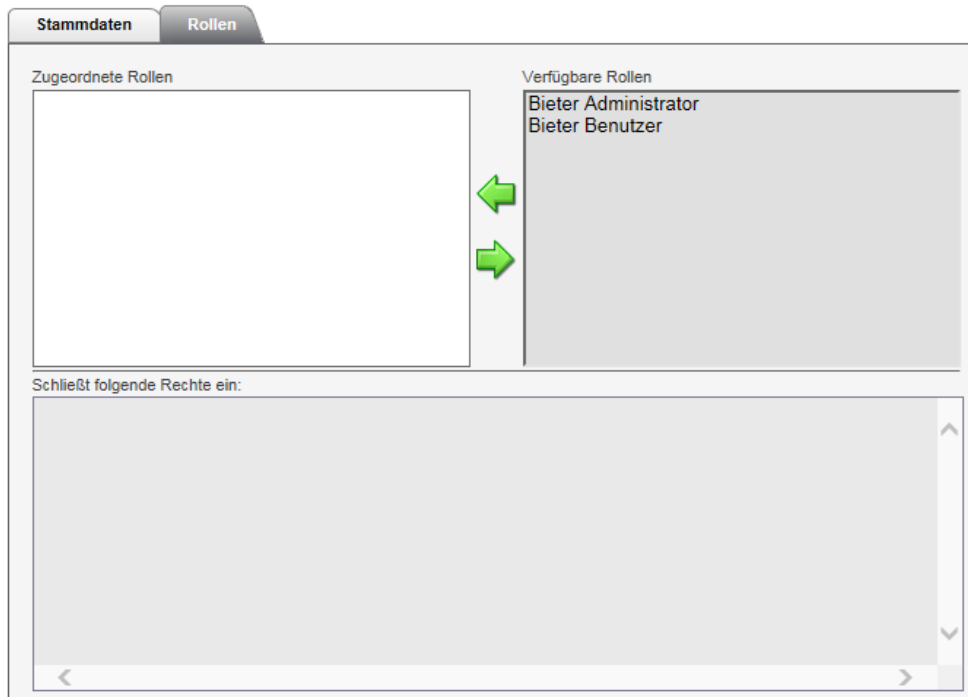 Stammdaten Rollen
Zugeordnete Rollen Verfügbare Rollen
Bieter Administrator
Bieter Benutzer
Schließt folgende Rechte ein: